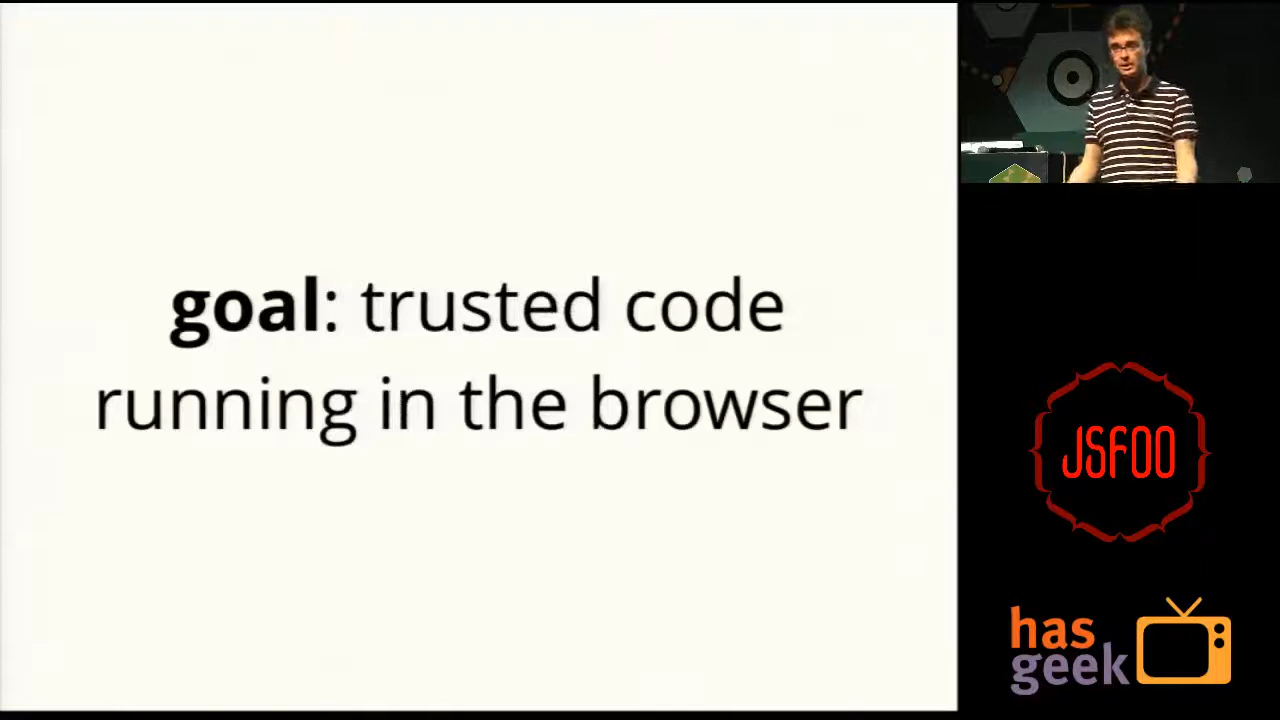 goal: trusted code
running in the browser
JSFOO
has
geek